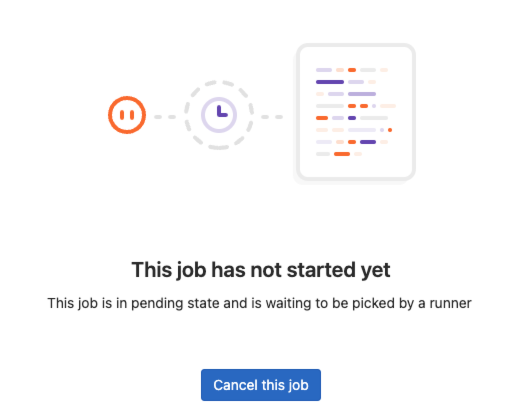 This job has not started yet
This job is in pending state and is waiting to be picked by a runner
Cancel this job